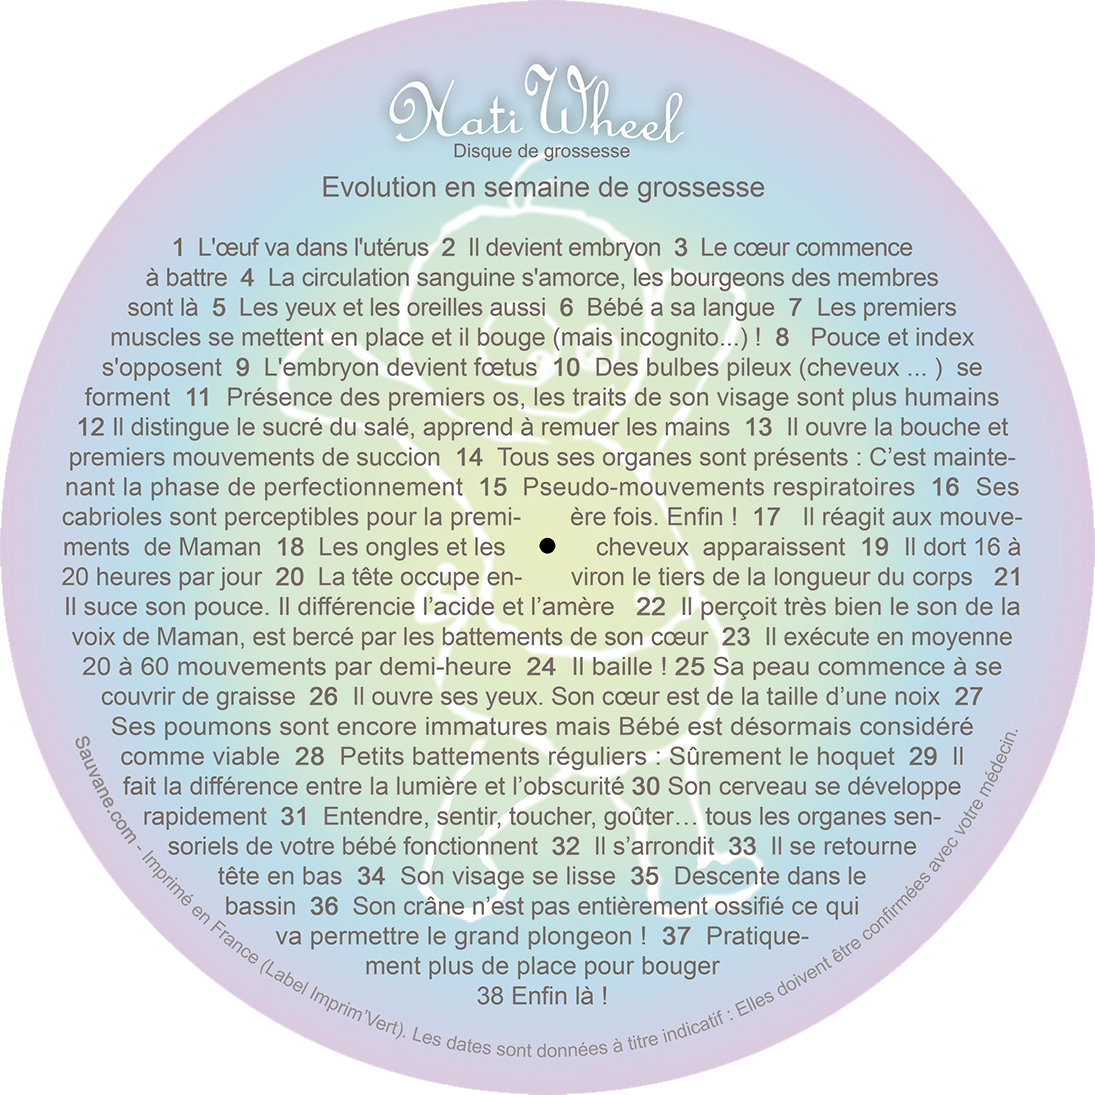 Nati Wheel
Disque de grossesse
Evolution en semaine de grossesse
1 L'œuf va dans l'utérus 2 Il devient embryon 3 Le cœur commence
à battre 4 La circulation sanguine s'amorce, les bourgeons des membres
sont là 5 Les yeux et les oreilles aussi 6 Bébé a sa langue 7 Les premiers
muscles se mettent en place et il bouge (mais incognito...) ! 8 Pouce et index
s'opposent 9 L'embryon devient fœtus 10 Des bulbes pileux (cheveux ... ) se
forment 11 Présence des premiers os, les traits de son visage sont plus humains
12 Il distingue le sucré du salé, apprend à remuer les mains 13 Il ouvre la bouche et
premiers mouvements de succion 14 Tous ses organes sont présents : C’est mainte-
nant la phase de perfectionnement 15 Pseudo-mouvements respiratoires 16 Ses
cabrioles sont perceptibles pour la premi- ère fois. Enfin ! 17 Il réagit aux mouve-
ments de Maman 18 Les ongles et les cheveux apparaissent 19 Il dort 16 à
20 heures par jour 20 La tête occupe en- viron le tiers de la longueur du corps 21
Il suce son pouce. Il différencie l’acide et l’amère 22 Il perçoit très bien le son de la
voix de Maman, est bercé par les battements de son cœur 23 Il exécute en moyenne
20 à 60 mouvements par demi-heure 24 Il baille ! 25 Sa peau commence à se
couvrir de graisse 26 Il ouvre ses yeux. Son cœur est de la taille d’une noix 27
Ses poumons sont encore immatures mais Bébé est désormais considéré
comme viable 28 Petits battements réguliers : Sûrement le hoquet 29 Il
fait la différence entre la lumière et l’obscurité 30 Son cerveau se développe
rapidement 31 Entendre, sentir, toucher, goûter… tous les organes sen-
soriels de votre bébé fonctionnent 32 Il s’arrondit 33 Il se retourne
tête en bas 34 Son visage se lisse 35 Descente dans le
bassin 36 Son crâne n’est pas entièrement ossifié ce qui
va permettre le grand plongeon ! 37 Pratique-
ment plus de place pour bouger
38 Enfin là !
Sauvane.com - Imprimé en France (Label Imprim’Vert). Les dates sont données à titre indicatif : Elles doivent être confirmées avec votre médecin.